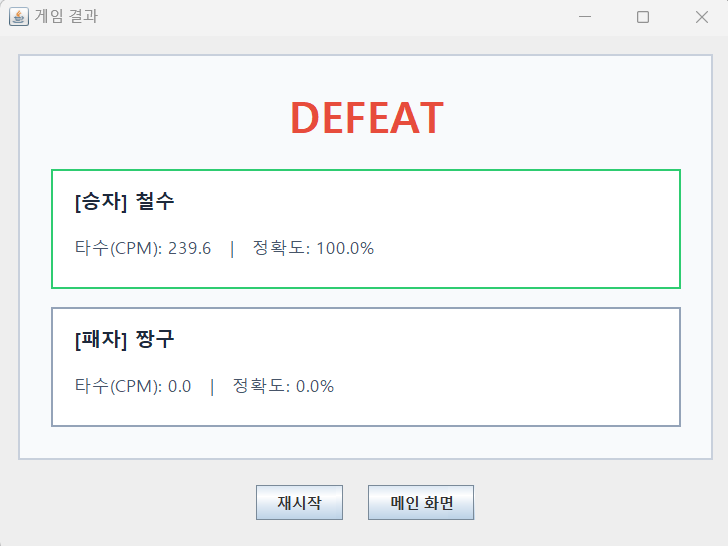 게임 결과
DEFEAT
[승자] 철수
타수(CPM): 239.6 | 정확도: 100.0%
[패자] 짱구
타수(CPM): 0.0 | 정확도: 0.0%
재시작 메인 화면